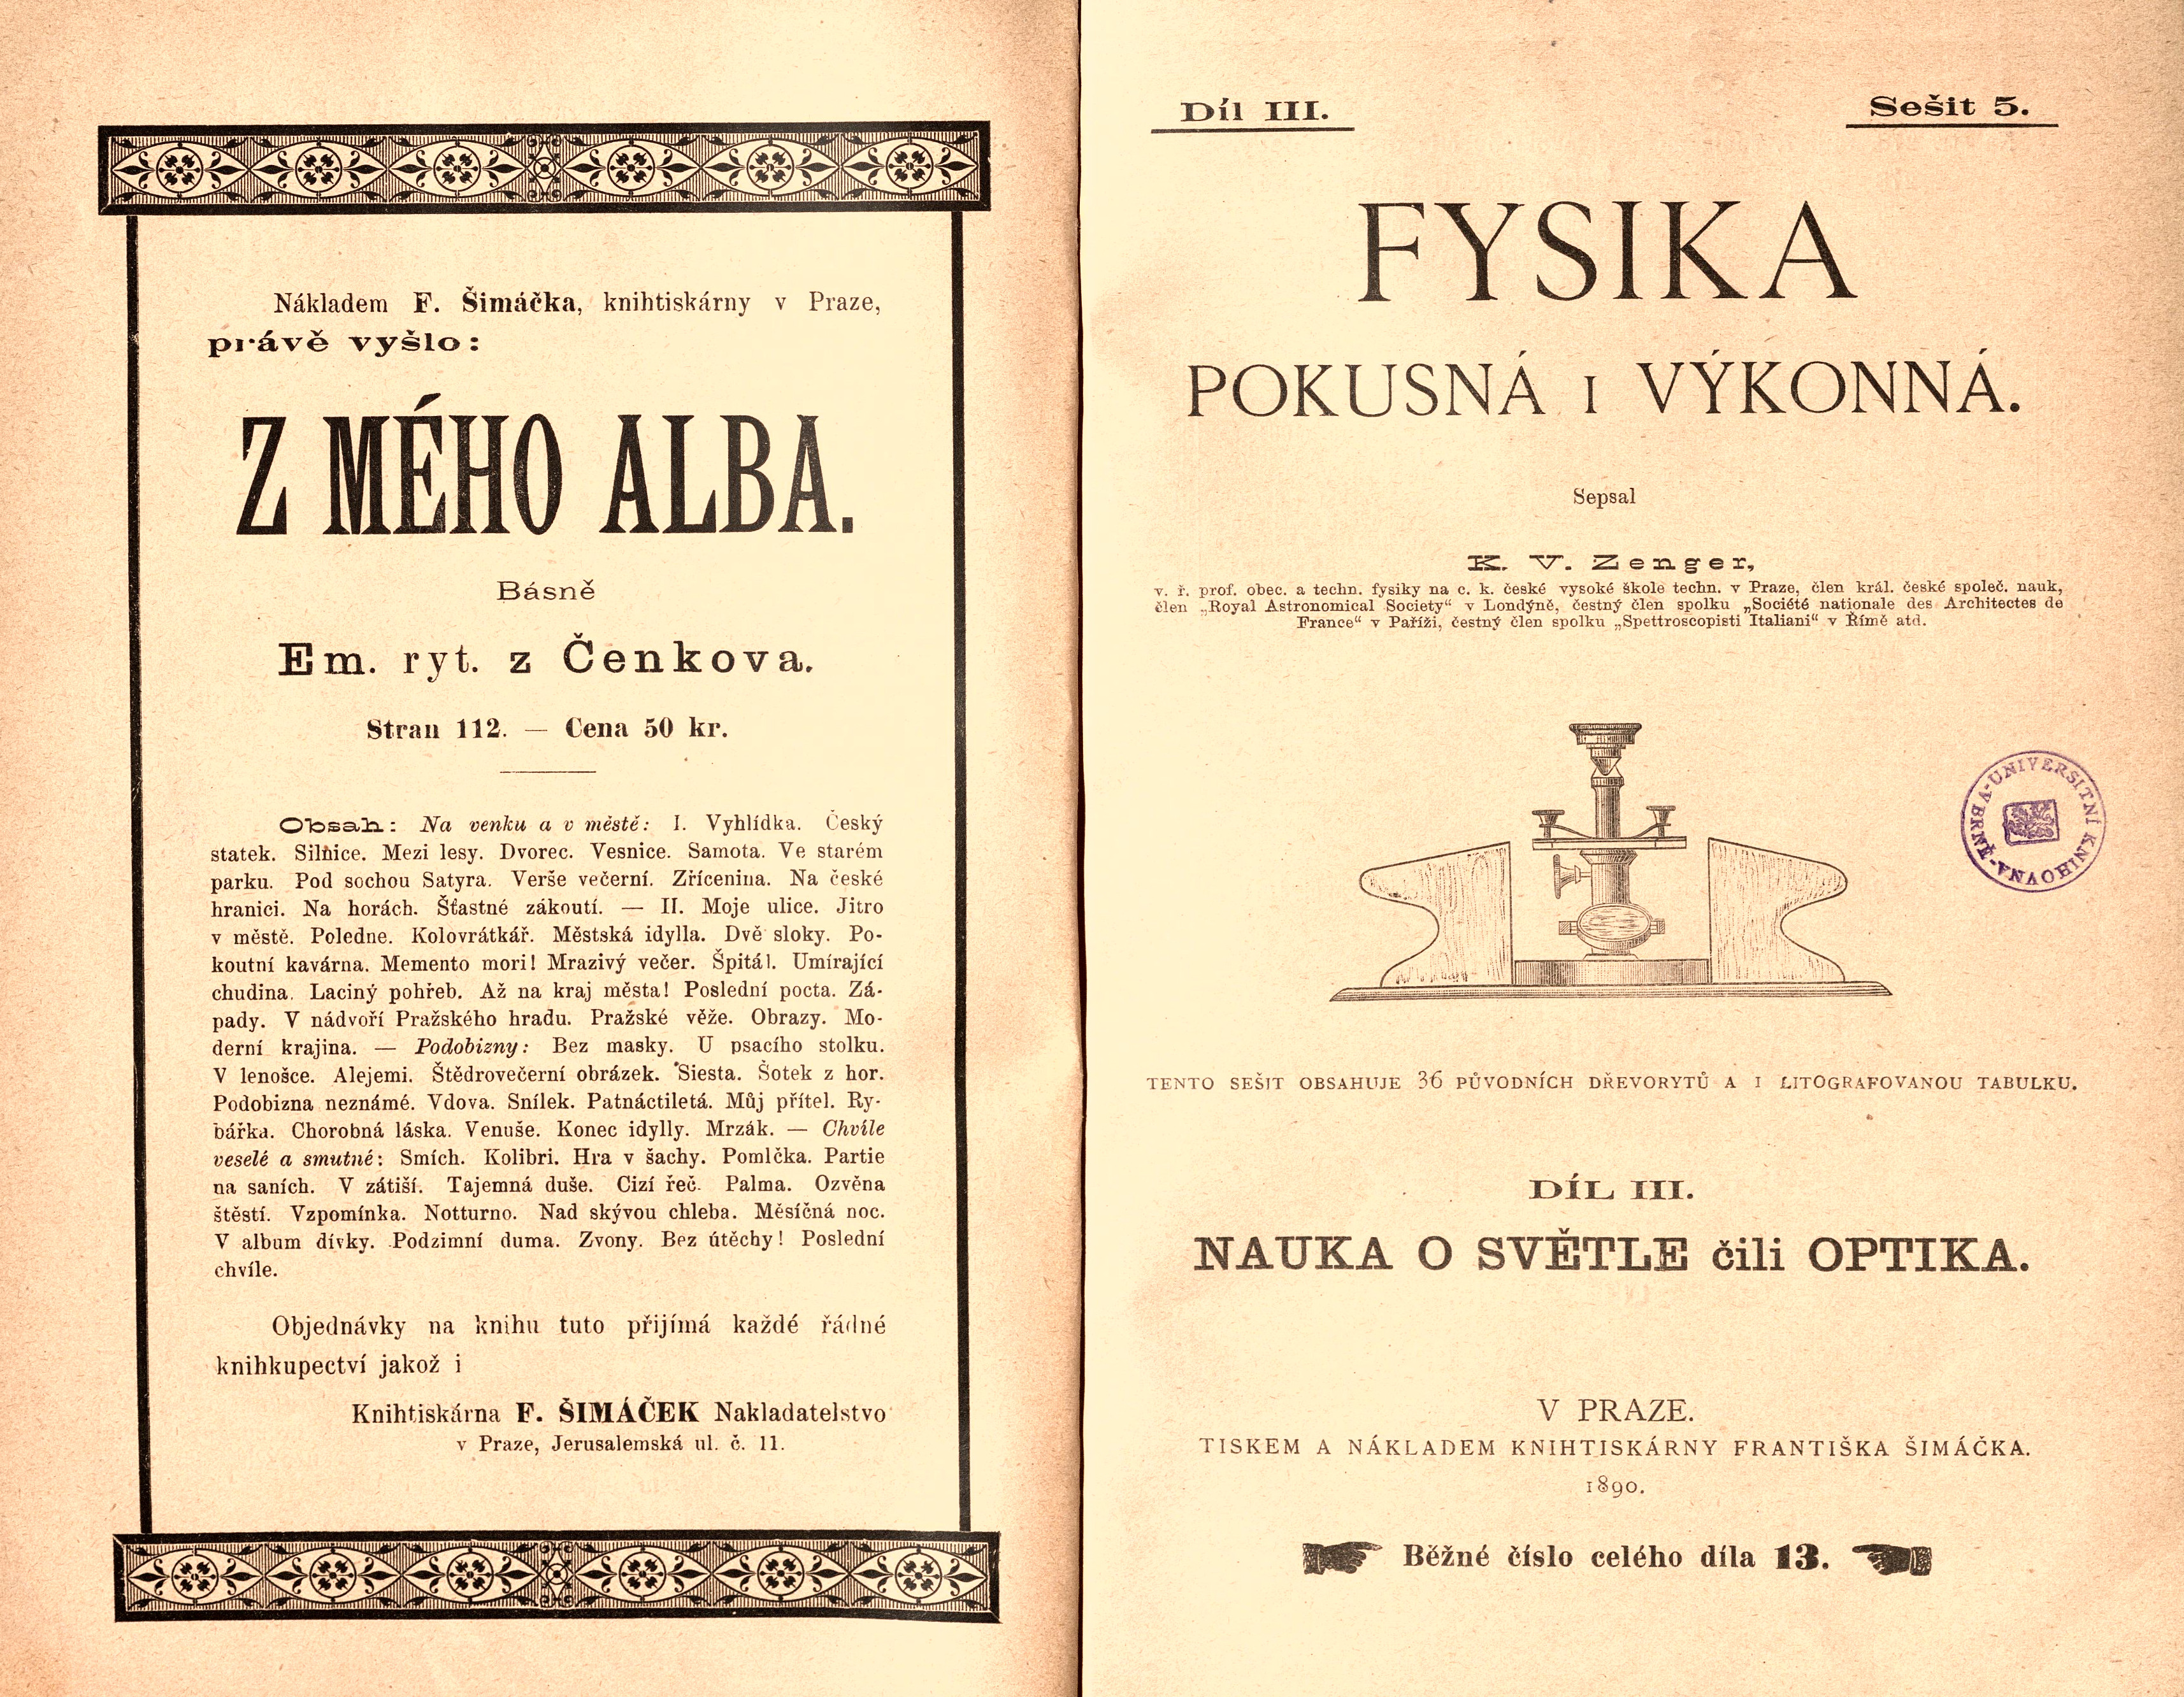 Nákladem F. Šimáčka, knihtiskárny v Praze,
právě vyšlo:
Z MÉHO ALBA.
Básně
Em. ryt. z Čenkova.
Stran 112. — Cena 50 kr.
Obsah: Na venku a v městě: I. Vyhlídka. Český
statek. Silnice. Mezi lesy. Dvorec. Vesnice. Samota. Ve starém
parku. Pod sochou Satyra. Verše večerní. Zřícenina. Na české
hranici. Na horách. Šťastné zákoutí. — II. Moje ulice. Jitro
v městě. Poledne. Kolovrátkář. Městská idylla. Dvě sloky. Po-
koutní kavárna. Memento mori! Mrazivý večer. Špitál. Umírající
chudina. Laciný pohřeb. Až na kraj města! Poslední pocta. Zá-
pady. V nádvoří Pražského hradu. Pražské věže. Obrazy. Mo-
derní krajina. — Podobizny: Bez masky. U psacího stolku.
V lenošce. Alejemi. Štědrovečerní obrázek. Siesta. Šotek z hor.
Podobizna neznámé. Vdova. Snílek. Patnáctiletá. Můj přítel. Ry-
bářka. Chorobná láska. Venuše. Konec idylly. Mrzák. — Chvíle
veselé a smutné: Smích. Kolibri. Hra v šachy. Pomlčka. Partie
na saních. V zátiší. Tajemná duše. Cizí řeč. Palma. Ozvěna
štěstí. Vzpomínka. Notturno. Nad skývou chleba. Měsíčná noc.
V album dívky. Podzimní duma. Zvony. Bez útěchy! Poslední
chvíle.
Objednávky na knihu tuto přijímá každé řádné
knihkupectví jakož i
Knihtiskárna F. ŠIMÁČEK Nakladatelstvo
v Praze, Jerusalemská ul. č. 11.
Díl III.
Sešit 5.
FYSIKA
POKUSNÁ I VÝKONNÁ.
Sepsal
K. V. Zenger,
v. ř. prof. obec. a techn. fysiky na c. k. české vysoké škole techn. v Praze, člen král. české společ. nauk,
člen „Royal Astronomical Society“ v Londýně, čestný člen spolku „Société nationale des Architectes de
France“ v Paříži, čestný člen spolku „Spettroscopisti Italiani“ v Římě atd.
UNIVERSITNÍ KNIHOVNA-V BRNĚ-
TENTO SEŠIT OBSAHUJE 36 PŮVODNÍCH DŘEVORYTŮ A I LITOGRAFOVANOU TABULKU.
DÍL III.
NAUKA O SVĚTLE čili OPTIKA.
V PRAZE.
TISKEM A NÁKLADEM KNIHTISKÁRNY FRANTIŠKA ŠIMÁČKA.
1890.
Běžné číslo celého díla 13.